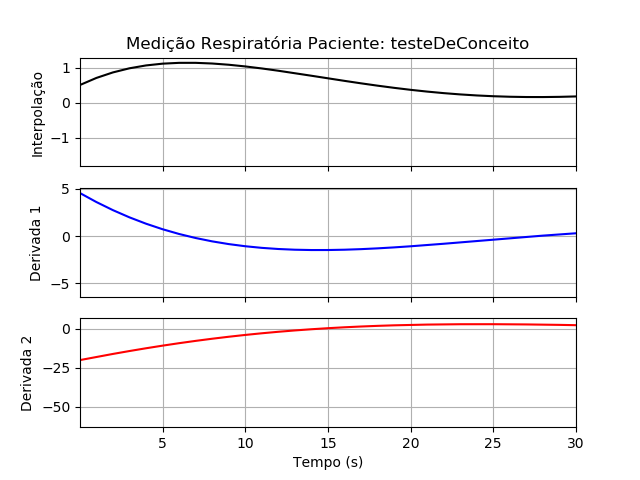 Medição Respiratória Paciente: testeDeConceito
1
0
−1
Interpolação
5
0
−5
Derivada 1
0
−25
−50
Derivada 2
5 10 15 20 25 30
Tempo (s)